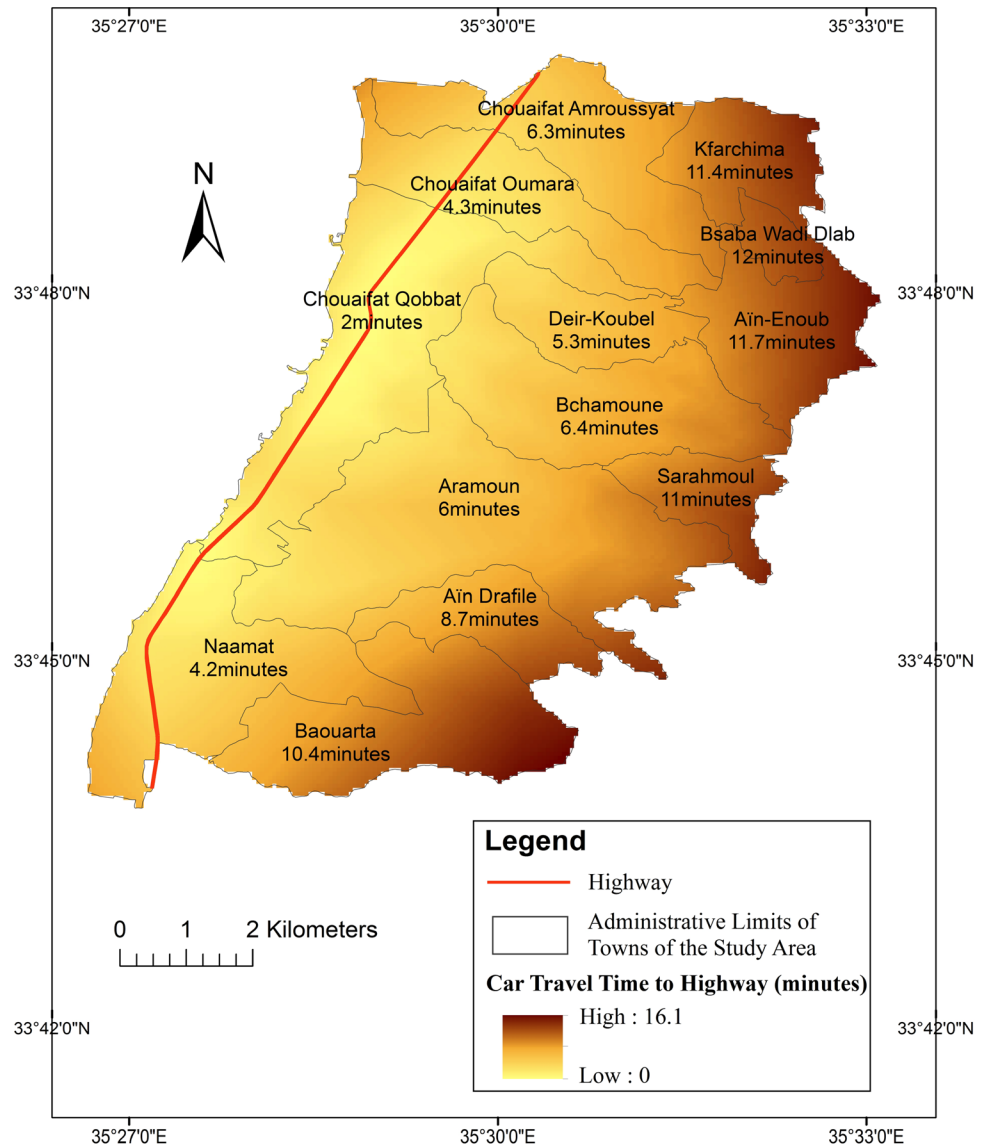 35°27'0"E
35°30'0"E
35°33'0"E
Chouaifat Amroussyat
6.3minutes
Kfarchima
11.4minutes
N
Chouaifat Oumara
4.3minutes
Bsaba Wadi Dlab
12minutes
33°48'0"N
33°48'0"N
Chouaifat Qobbat
2minutes
Deir-Koubel
5.3minutes
Aïn-Enoub
11.7minutes
Bchamoune
6.4minutes
Aramoun
6minutes
Sarahmoul
11minutes
Aïn Drafile
8.7minutes
33°45'0"N
33°45'0"N
Naamat
4.2minutes
Baouarta
10.4minutes
Legend
Highway
Administrative Limits of
Towns of the Study Area
Car Travel Time to Highway (minutes)
High : 16.1
Low : 0
0 1 2 Kilometers
33°42'0"N
33°42'0"N
35°27'0"E
35°30'0"E
35°33'0"E